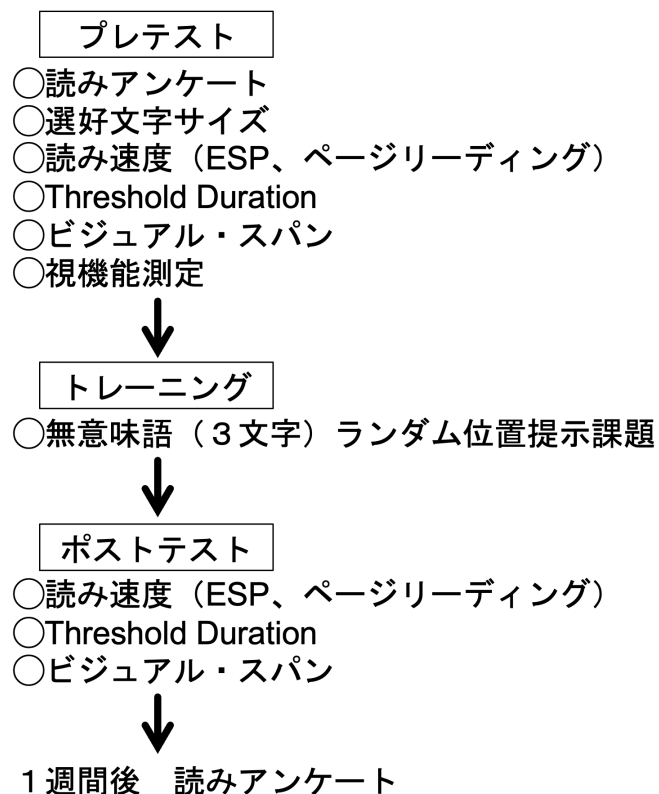 プレテスト
◯読みアンケート
◯選好文字サイズ
◯読み速度（ESP、ページリーディング）
◯Threshold Duration
◯ビジュアル・スパン
◯視機能測定
トレーニング
◯無意味語（３文字）ランダム位置提示課題
ポストテスト
◯読み速度（ESP、ページリーディング）
◯Threshold Duration
◯ビジュアル・スパン
１週間後　読みアンケート